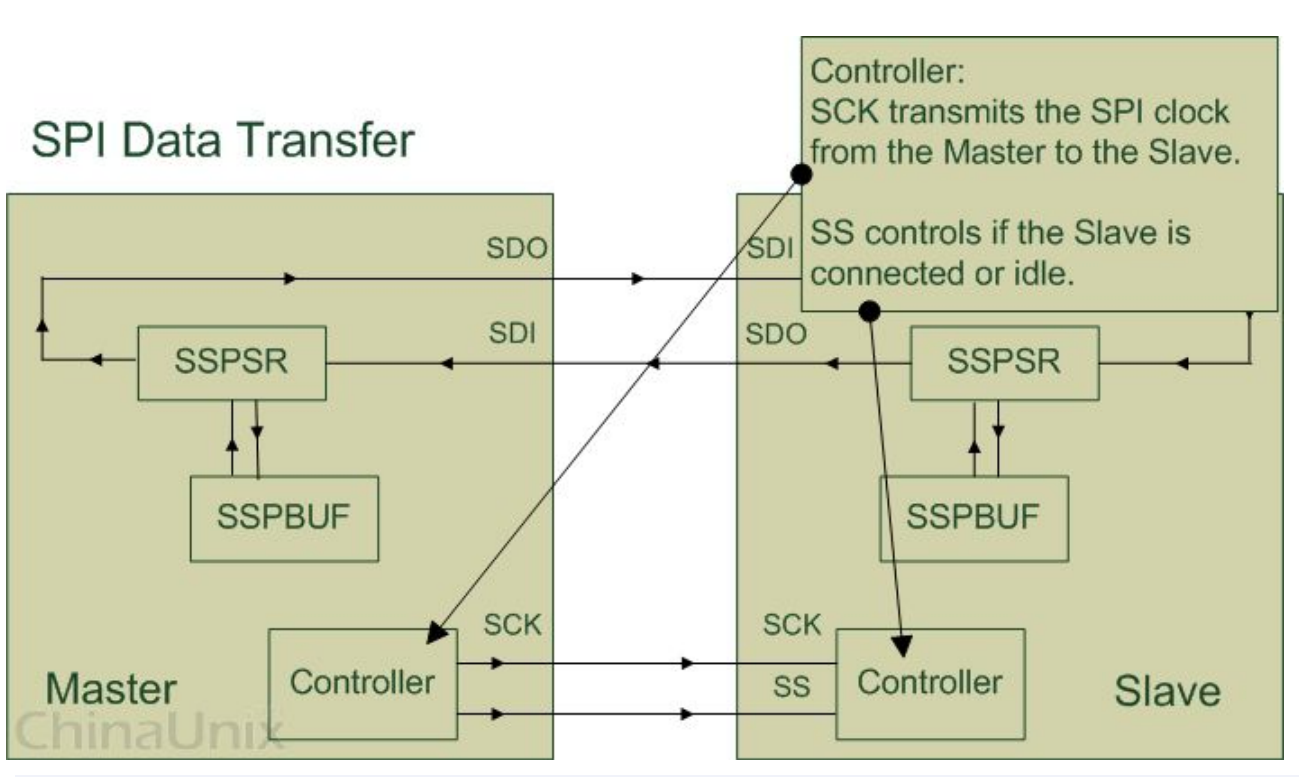 SPI Data Transfer
Controller:
SCK transmits the SPI clock
from the Master to the Slave.
SS controls if the Slave is
connected or idle.
SDO
SDI
SDI
SDO
SSPSR
SSPSR
SSPBUF
SSPBUF
SCK
SCK
Controller
SS
Controller
Master
Slave
ChinaUnix